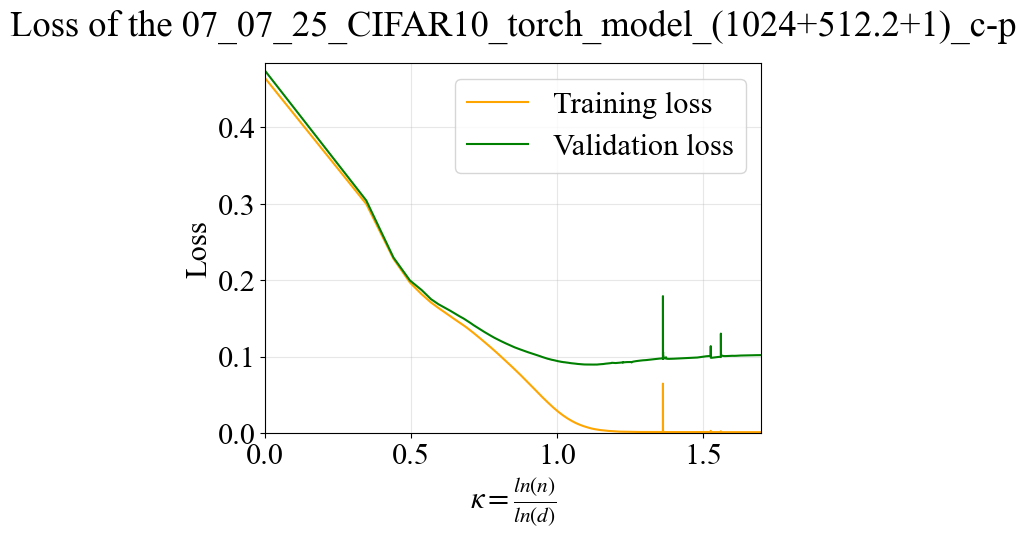 Loss of the 07_07_25_CIFAR10_torch_model_(1024+512.2+1)_c-p
Training loss
Validation loss
Loss
0.4
0.3
0.2
0.1
0.0
0.0 0.5 1.0 1.5
κ = ln(n) / ln(d)